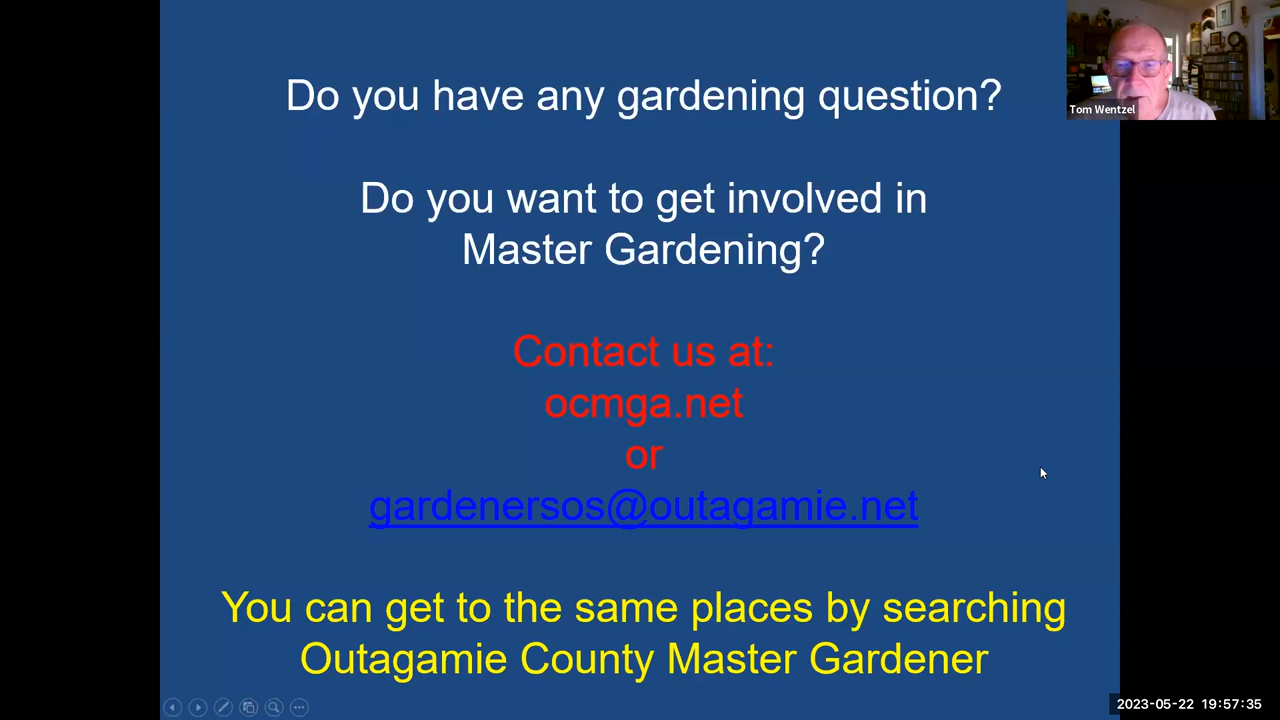 Do you have any gardening question?
Tom Wentzel
Do you want to get involved in
Master Gardening?
Contact us at:
ocmga.net
or
gardenersos@outagamie.net
You can get to the same places by searching
Outagamie County Master Gardener
2023-05-22 19:57:35